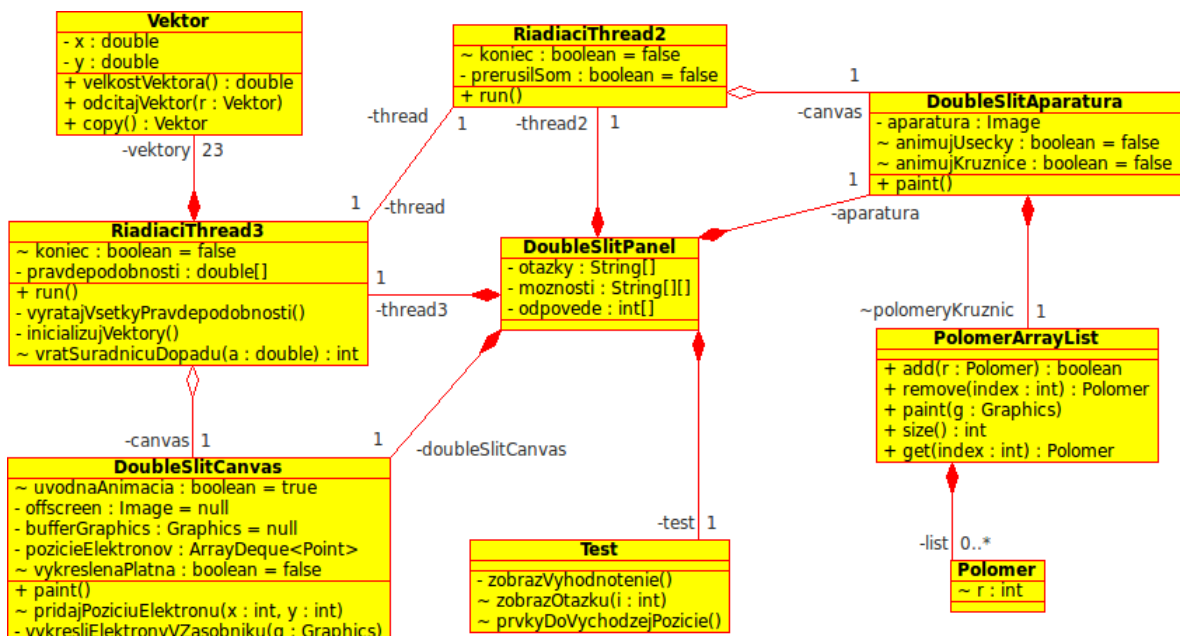 Vektor
- x : double
- y : double
+ velkostVektora() : double
+ odcitajVektor(r : Vektor)
+ copy() : Vektor
-vektory 23
RiadiaciThread2
~ koniec : boolean = false
- prerusilSom : boolean = false
+ run()
-thread
1
-thread2
1
1
-canvas
DoubleSlitAparatura
- aparatura : Image
~ animujUsecky : boolean = false
~ animujKruznice : boolean = false
+ paint()
1
-aparatura
1
-thread
RiadiaciThread3
~ koniec : boolean = false
- pravdepodobnosti : double[]
+ run()
- vyratajVsetkyPravdepodobnosti()
- inicializujVektory()
~ vratSuradnicuDopadu(a : double) : int
1
-thread3
DoubleSlitPanel
- otazky : String[]
- moznosti : String[][]
- odpovede : int[]
~polomeryKruznic 1
PolomerArrayList
+ add(r : Polomer) : boolean
+ remove(index : int) : Polomer
+ paint(g : Graphics)
+ size() : int
+ get(index : int) : Polomer
-canvas 1
1
-doubleSlitCanvas
DoubleSlitCanvas
~ uvodnaAnimacia : boolean = true
- offscreen : Image = null
- bufferGraphics : Graphics = null
- pozicieElektronov : ArrayDeque<Point>
~ vykreslenaPlatna : boolean = false
+ paint()
~ pridajPoziciuElektronu(x : int, y : int)
- vykresliElektronyVZasobniku(g : Graphics)
-test 1
Test
- zobrazVyhodnotenie()
~ zobrazOtazku(i : int)
~ prvkyDoVychodzejPozicie()
-list 0..*
Polomer
~ r : int